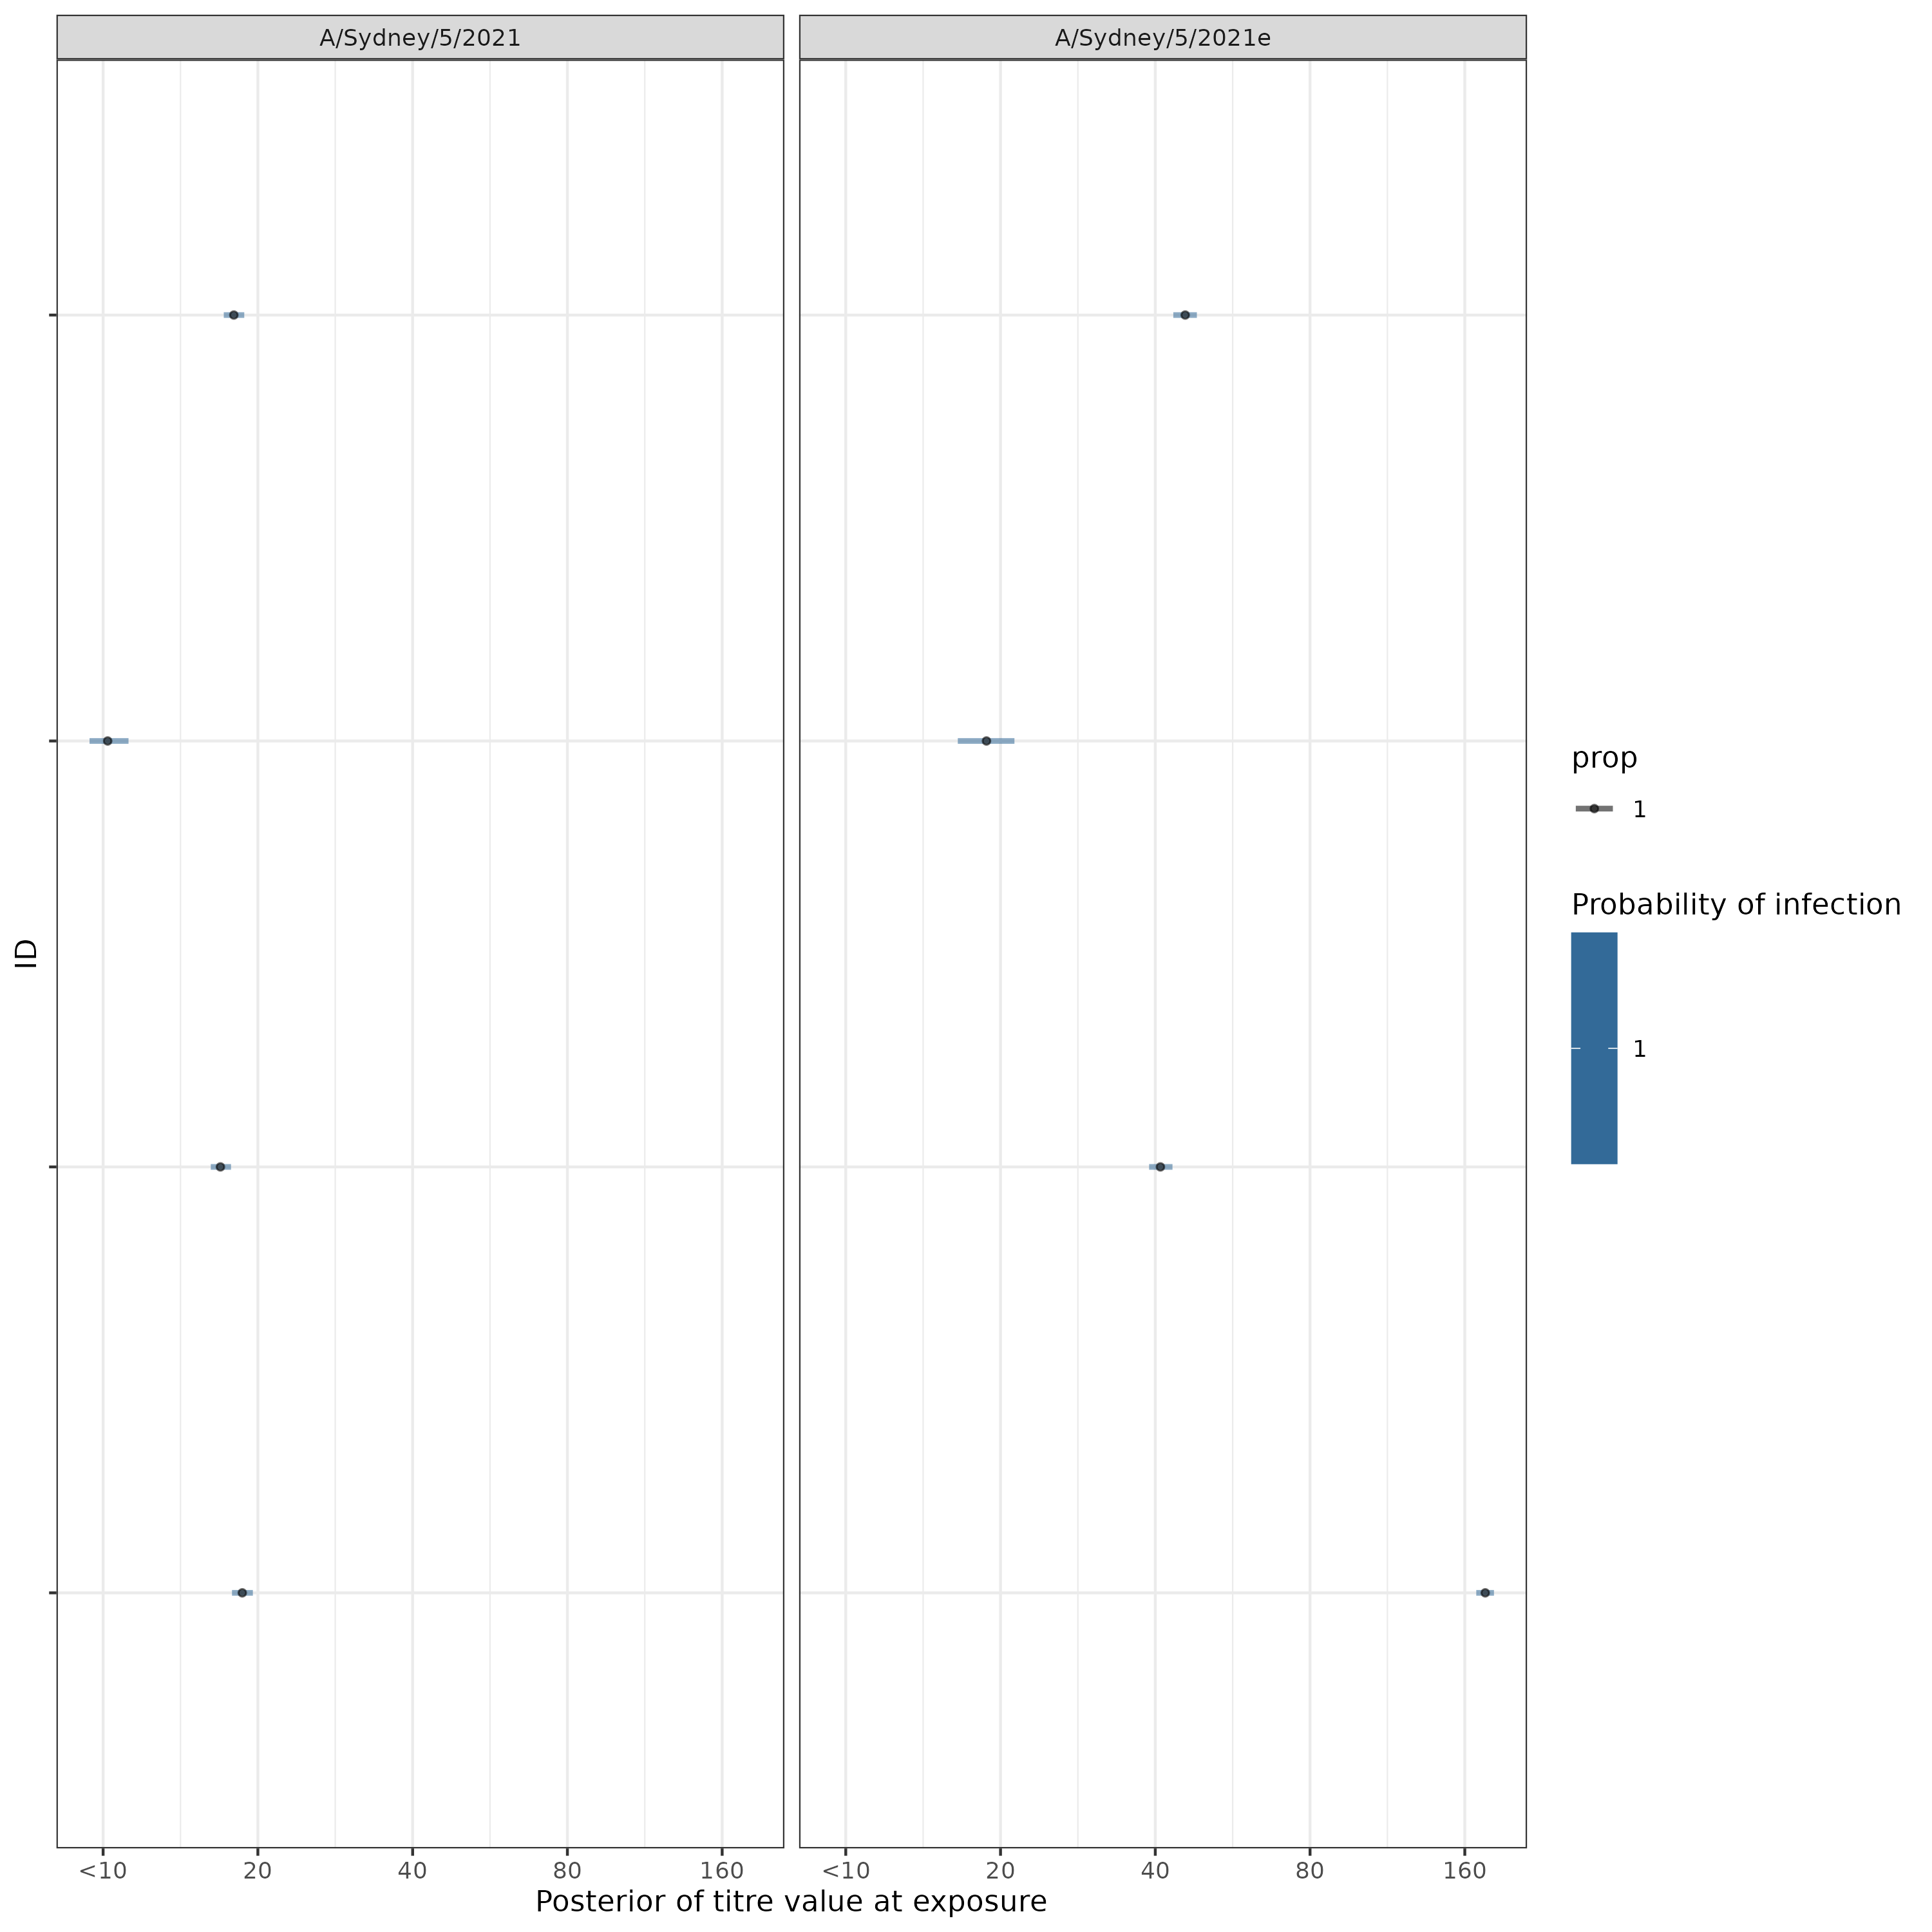 A/Sydney/5/2021
A/Sydney/5/2021e
ID
prop
1
Probability of infection
1
<10 20 40 80 160
<10 20 40 80 160
Posterior of titre value at exposure